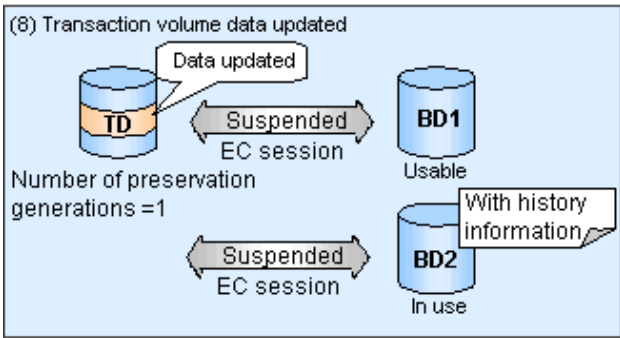 (8) Transaction volume data updated
Data updated
TD
Suspended
EC session
BD1
Usable
Number of preservation
generations =1
With history
information
Suspended
EC session
BD2
In use